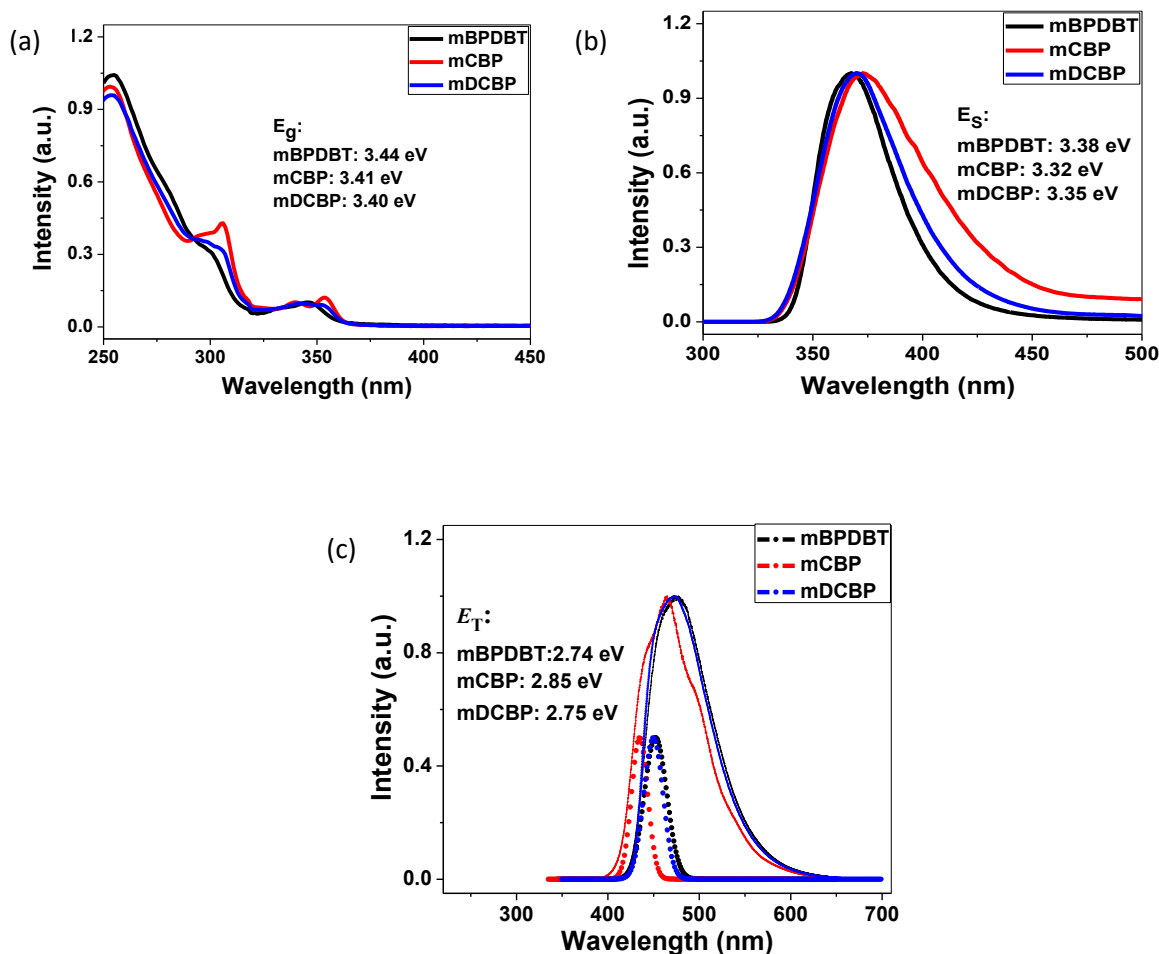 (a)
mBPDBT
mCBP
mDCBP
Eg:
mBPDBT: 3.44 eV
mCBP: 3.41 eV
mDCBP: 3.40 eV
Intensity (a.u.)
1.2
0.9
0.6
0.3
0.0
250 300 350 400 450
Wavelength (nm)
(b)
mBPDBT
mCBP
mDCBP
ES:
mBPDBT: 3.38 eV
mCBP: 3.32 eV
mDCBP: 3.35 eV
Intensity (a.u.)
1.2
0.9
0.6
0.3
0.0
300 350 400 450 500
Wavelength (nm)
(c)
mBPDBT
mCBP
mDCBP
ET:
mBPDBT:2.74 eV
mCBP: 2.85 eV
mDCBP: 2.75 eV
Intensity (a.u.)
1.2
0.8
0.4
0.0
300 400 500 600 700
Wavelength (nm)